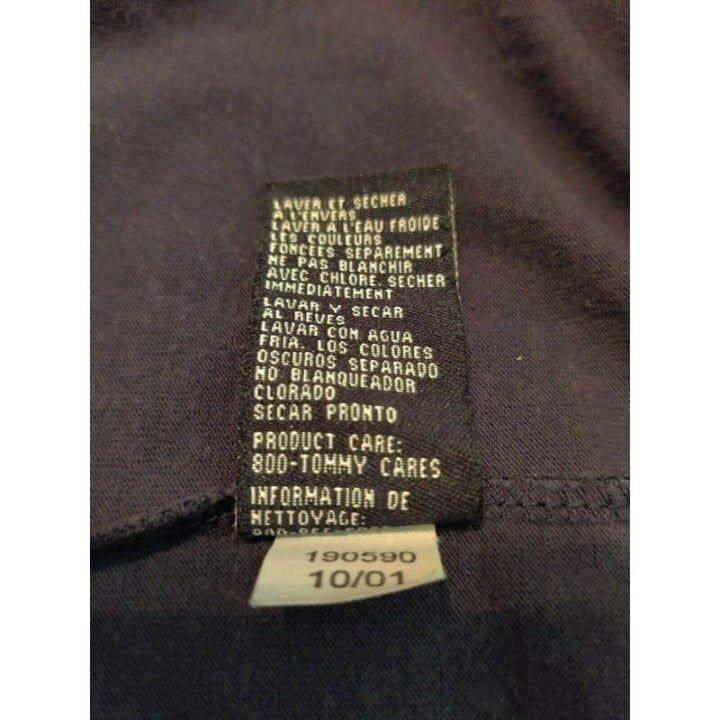 LAVER ET SECHER
A L'ENVERS
LAVER A L'EAU FROIDE
LES COULEURS
FONCEES SEPAREMENT
NE PAS BLANCHIR
AVEC CHLORE. SECHER
IMMEDIATEMENT
LAVAR Y SECAR
AL REVES
LAVAR CON AGUA
FRIA. LOS COLORES
OSCUROS SEPARADO
NO BLANQUEADOR
CLORADO
SECAR PRONTO
PRODUCT CARE:
800-TOMMY CARES
INFORMATION DE
NETTOYAGE:
190590
10/01